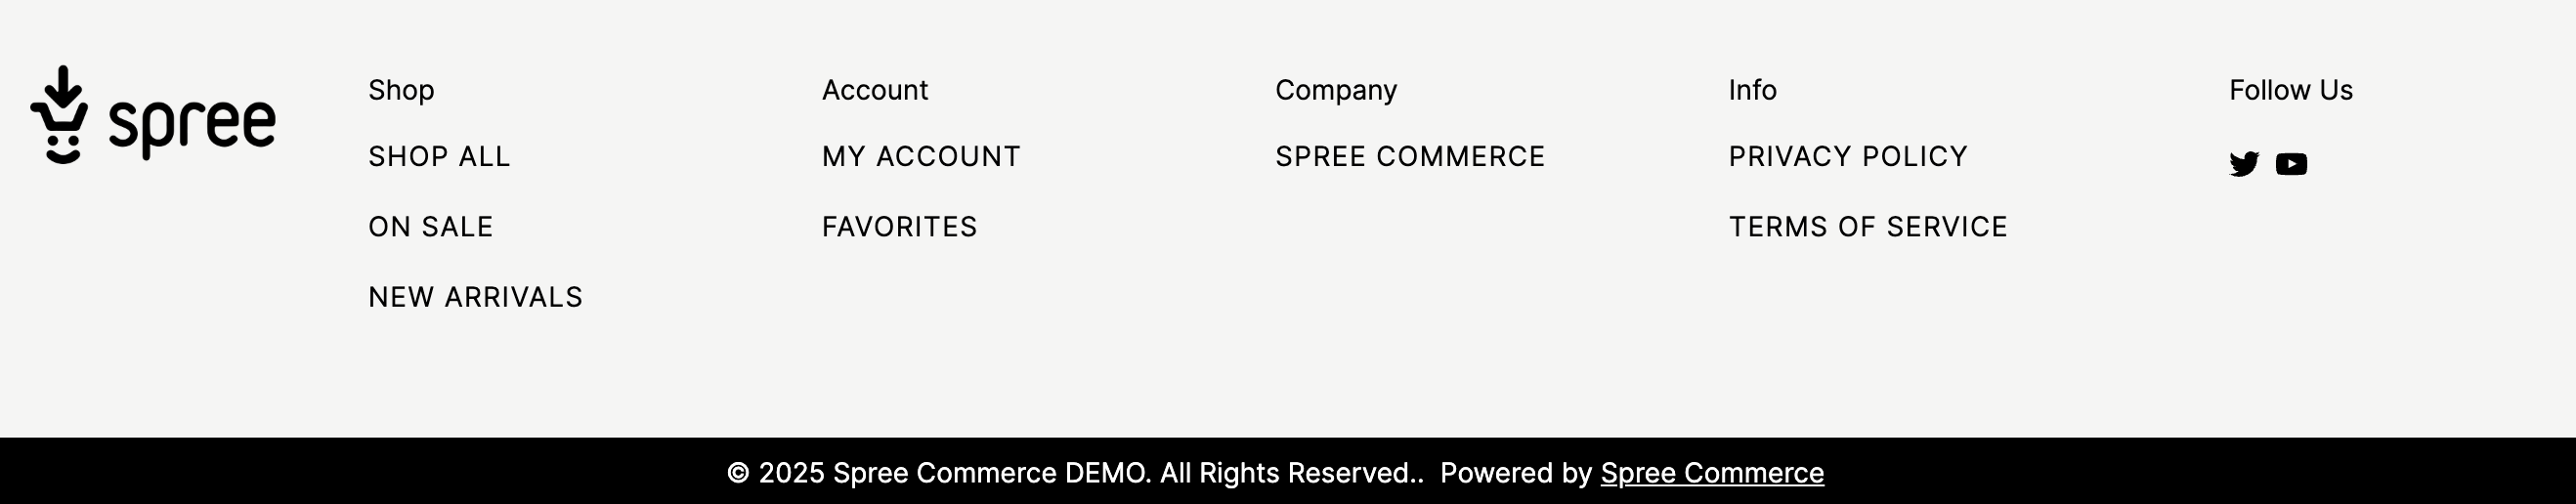 spree
Shop
SHOP ALL
ON SALE
NEW ARRIVALS
Account
MY ACCOUNT
FAVORITES
Company
SPREE COMMERCE
Info
PRIVACY POLICY
TERMS OF SERVICE
Follow Us
© 2025 Spree Commerce DEMO. All Rights Reserved.. Powered by Spree Commerce